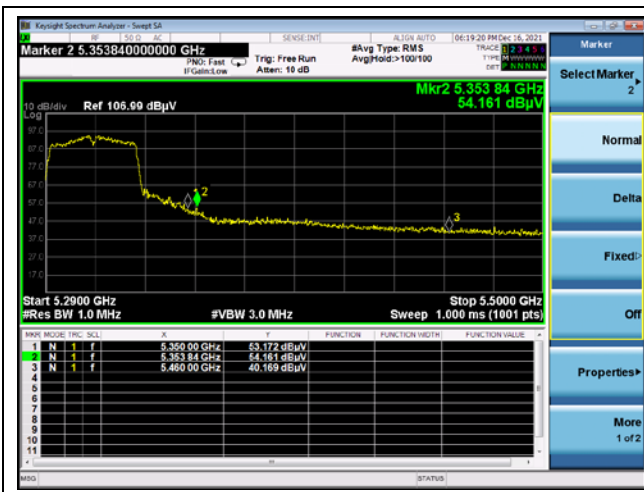 Keysight Spectrum Analyzer - Swept SA
RF 50 Ω AC SENSE:INT ALIGN AUTO 06:19:20 PM Dec 16, 2021
Marker 2 5.353840000000 GHz
PNO: Fast
IFGain:Low
Trig: Free Run
Atten: 10 dB
#Avg Type: RMS
Avg|Hold:>100/100
TRACE 1 2 3 4 5 6
TYPE M WWWWW
DET P N N N N N
Mkr2 5.353 84 GHz
54.161 dBµV
10 dB/div Ref 106.99 dBµV
Log
97.0
87.0
77.0
67.0
57.0
47.0
37.0
27.0
17.0
1 2
3
Start 5.2900 GHz Stop 5.5000 GHz
#Res BW 1.0 MHz #VBW 3.0 MHz Sweep 1.000 ms (1001 pts)
MKR MODE TRC SCL X Y FUNCTION FUNCTION WIDTH FUNCTION VALUE
1 N 1 f 5.350 00 GHz 53.172 dBµV
2 N 1 f 5.353 84 GHz 54.161 dBµV
3 N 1 f 5.460 00 GHz 40.169 dBµV
4
5
6
7
8
9
10
11
MSG STATUS
Marker
Select Marker
2
Normal
Delta
Fixed
Off
Properties
More
1 of 2